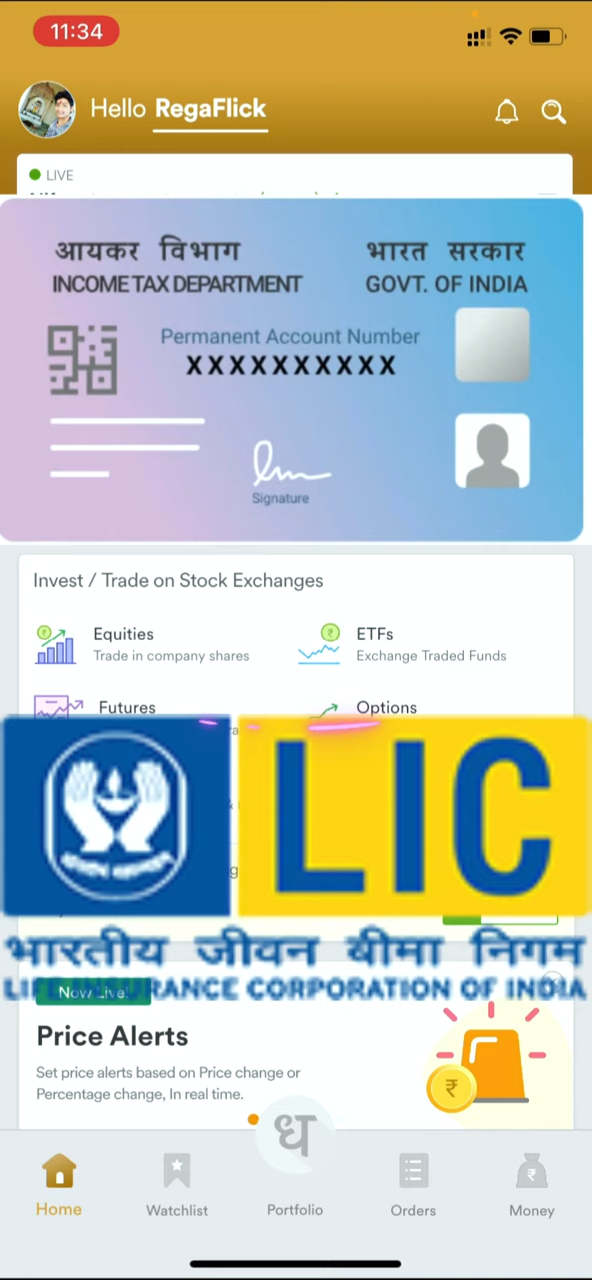 11:34
Hello RegaFlick
LIVE
आयकर विभाग
भारत सरकार
INCOME TAX DEPARTMENT
GOVT. OF INDIA
Permanent Account Number
XXXXXXXXXX
Signature
Invest / Trade on Stock Exchanges
Equities
Trade in company shares
ETFs
Exchange Traded Funds
Futures
Options
LIC
भारतीय जीवन बीमा निगम
LIFE INSURANCE CORPORATION OF INDIA
Now Live!
Price Alerts
Set price alerts based on Price change or
Percentage change, In real time.
ध
Home
Watchlist
Portfolio
Orders
Money